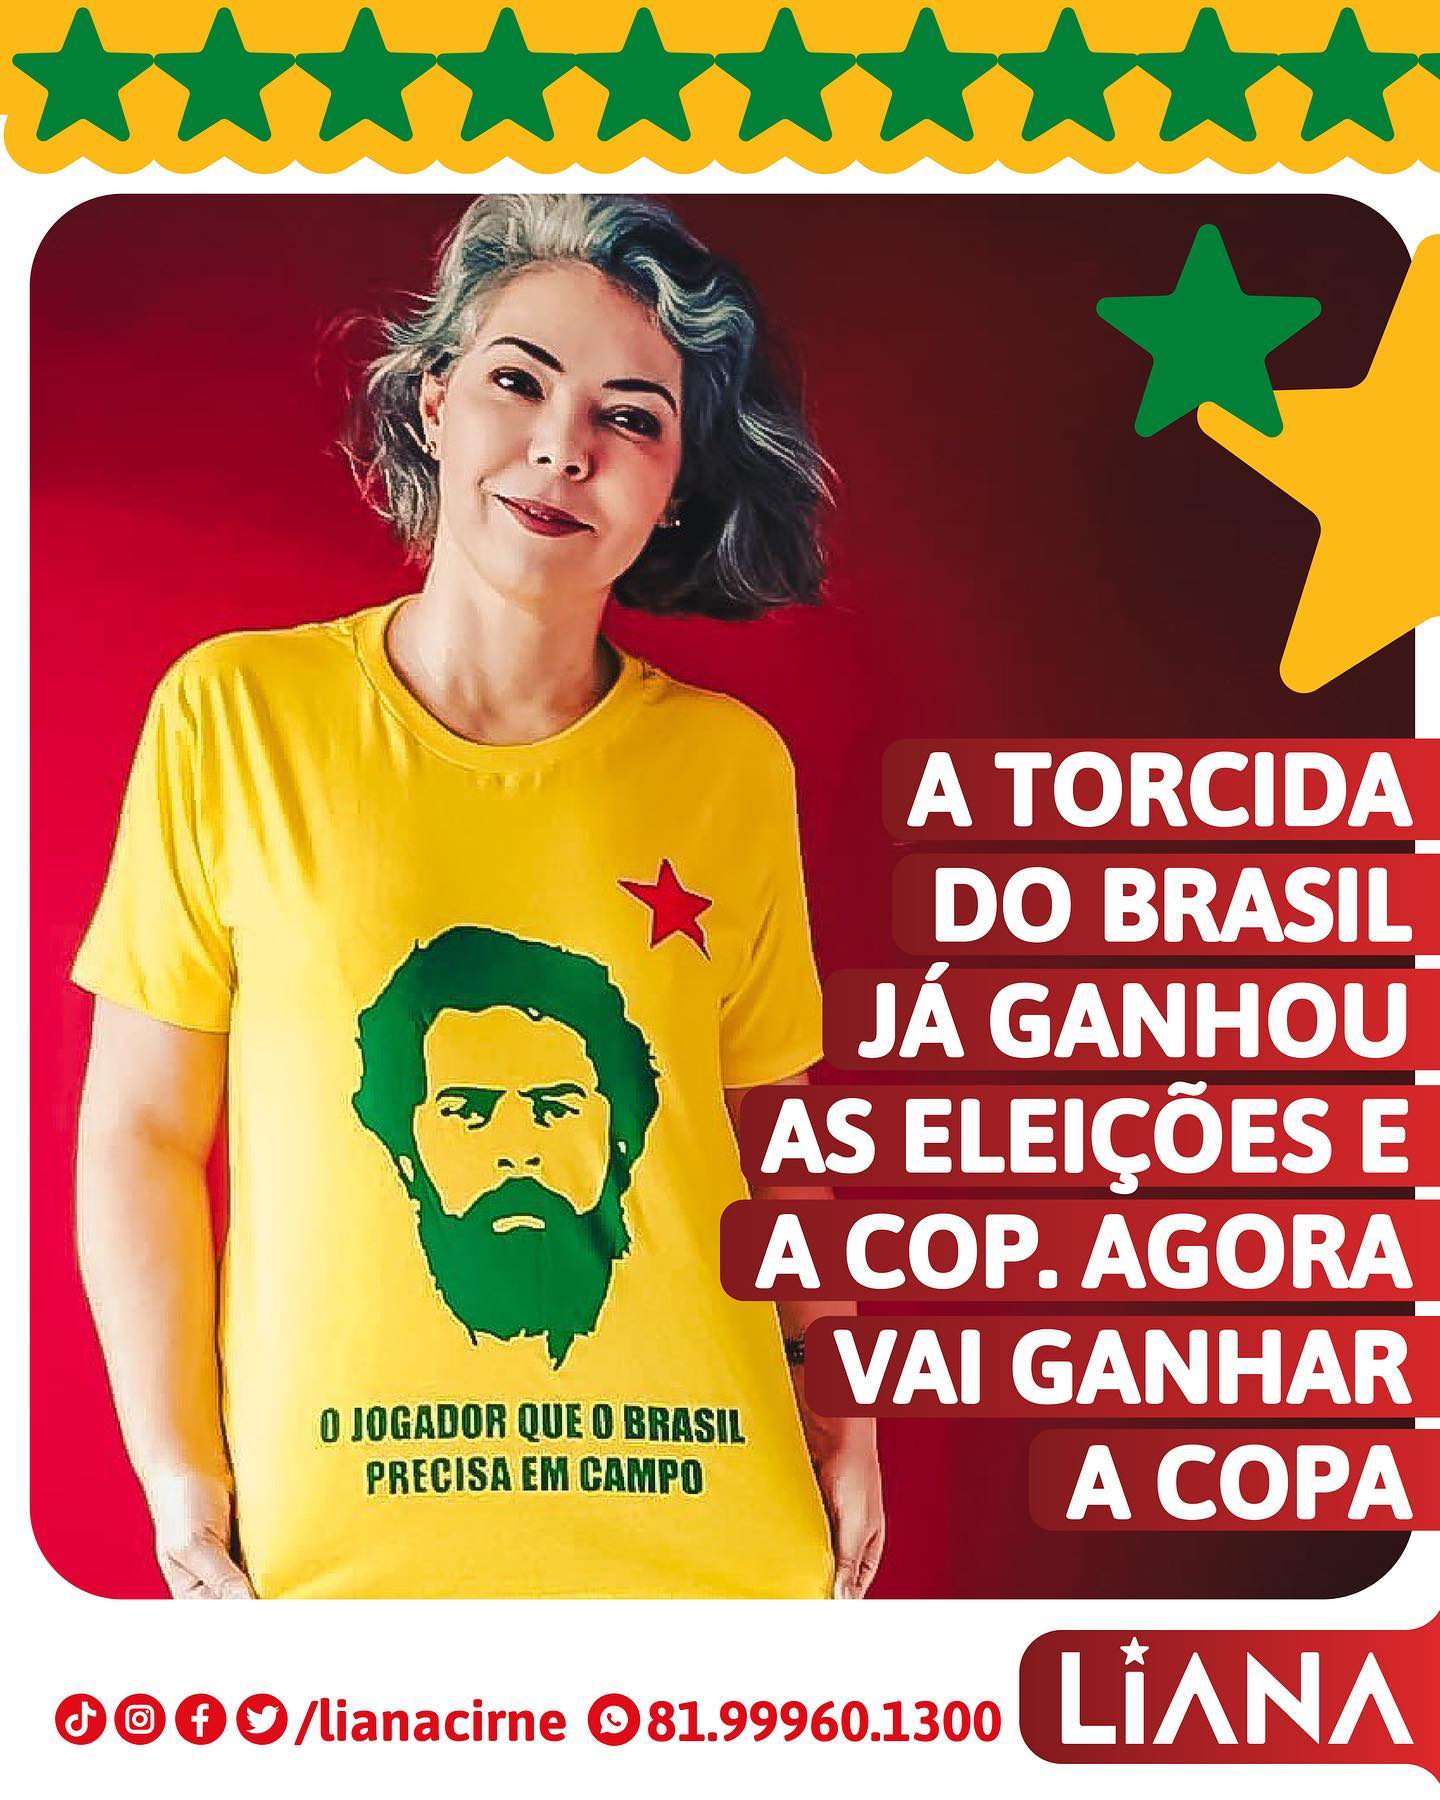 A TORCIDA
DO BRASIL
JÁ GANHOU
AS ELEIÇÕES E
A COP. AGORA
VAI GANHAR
A COPA
O JOGADOR QUE O BRASIL
PRECISA EM CAMPO
/lianacirne 81.99960.1300
LIANA